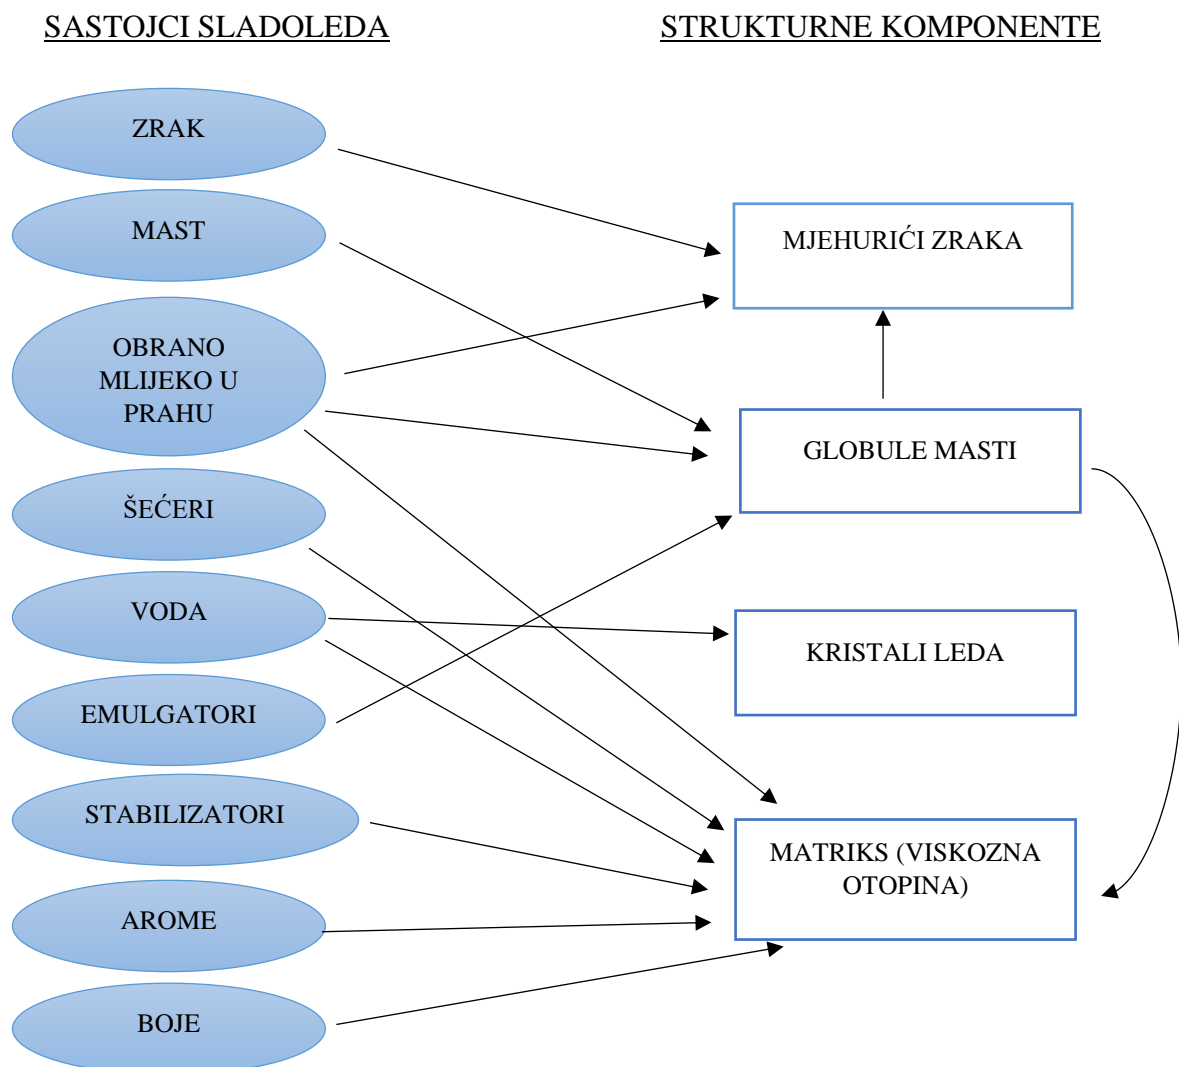 SASTOJCI SLADOLEDA
STRUKTURNE KOMPONENTE
ZRAK
MAST
OBRANO
MLIJEKO U
PRAHU
ŠEĆERI
VODA
EMULGATORI
STABILIZATORI
AROME
BOJE
MJEHURIĆI ZRAKA
GLOBULE MASTI
KRISTALI LEDA
MATRIKS (VISKOZNA
OTOPINA)